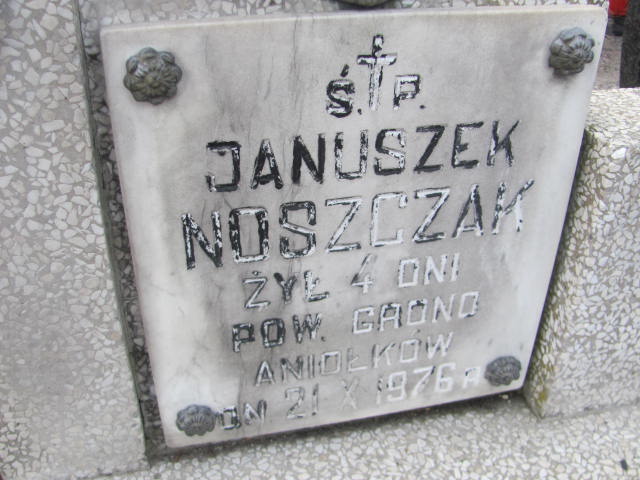 Ś. P.
JANUSZEK
NOSZCZAK
ŻYŁ 4 DNI
POW. GRONO
ANIOŁKÓW
DN 21 X 1976 R